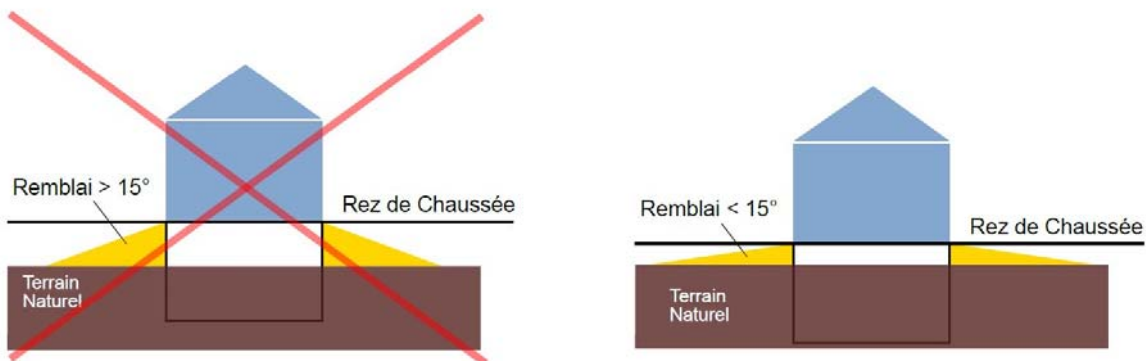 Remblai > 15°
Rez de Chaussée
Terrain
Naturel
Remblai < 15°
Rez de Chaussée
Terrain
Naturel